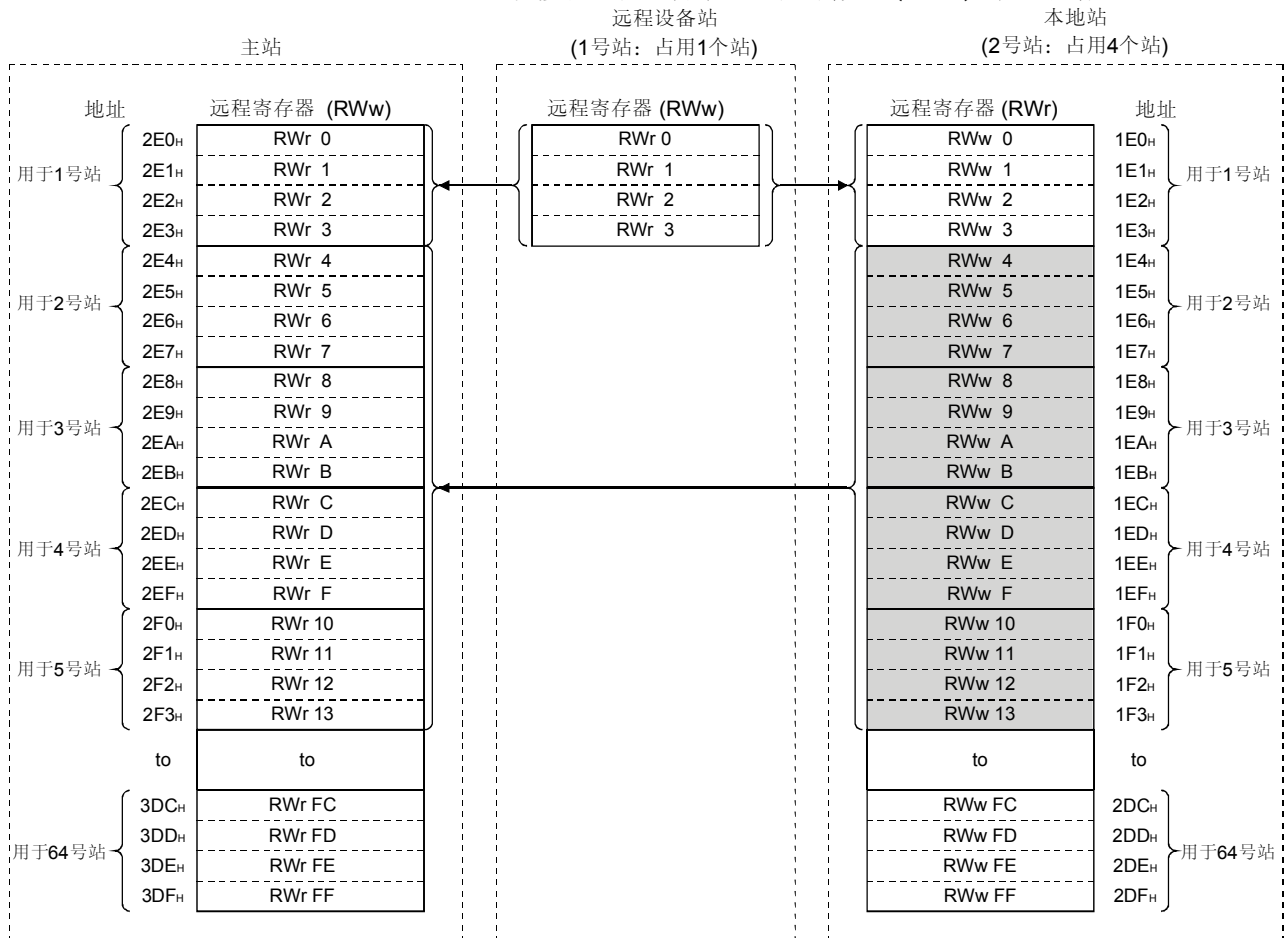 远程设备站
本地站
主站
(1号站：占用1个站)
(2号站：占用4个站)
地址 远程寄存器 (RWw) 远程寄存器 (RWw) 远程寄存器 (RWr) 地址
2E0H RWr 0 RWr 0 RWw 0 1E0H
用于1号站 2E1H RWr 1 RWr 1 RWw 1 1E1H 用于1号站
2E2H RWr 2 RWr 2 RWw 2 1E2H
2E3H RWr 3 RWr 3 RWw 3 1E3H
2E4H RWr 4 RWw 4 1E4H
用于2号站 2E5H RWr 5 RWw 5 1E5H 用于2号站
2E6H RWr 6 RWw 6 1E6H
2E7H RWr 7 RWw 7 1E7H
2E8H RWr 8 RWw 8 1E8H
用于3号站 2E9H RWr 9 RWw 9 1E9H 用于3号站
2EAH RWr A RWw A 1EAH
2EBH RWr B RWw B 1EBH
2ECH RWr C RWw C 1ECH
用于4号站 2EDH RWr D RWw D 1EDH 用于4号站
2EEH RWr E RWw E 1EEH
2EFH RWr F RWw F 1EFH
2F0H RWr 10 RWw 10 1F0H
用于5号站 2F1H RWr 11 RWw 11 1F1H 用于5号站
2F2H RWr 12 RWw 12 1F2H
2F3H RWr 13 RWw 13 1F3H
to to to to
3DCH RWr FC RWw FC 2DCH
用于64号站 3DDH RWr FD RWw FD 2DDH 用于64号站
3DEH RWr FE RWw FE 2DEH
3DFH RWr FF RWw FF 2DFH